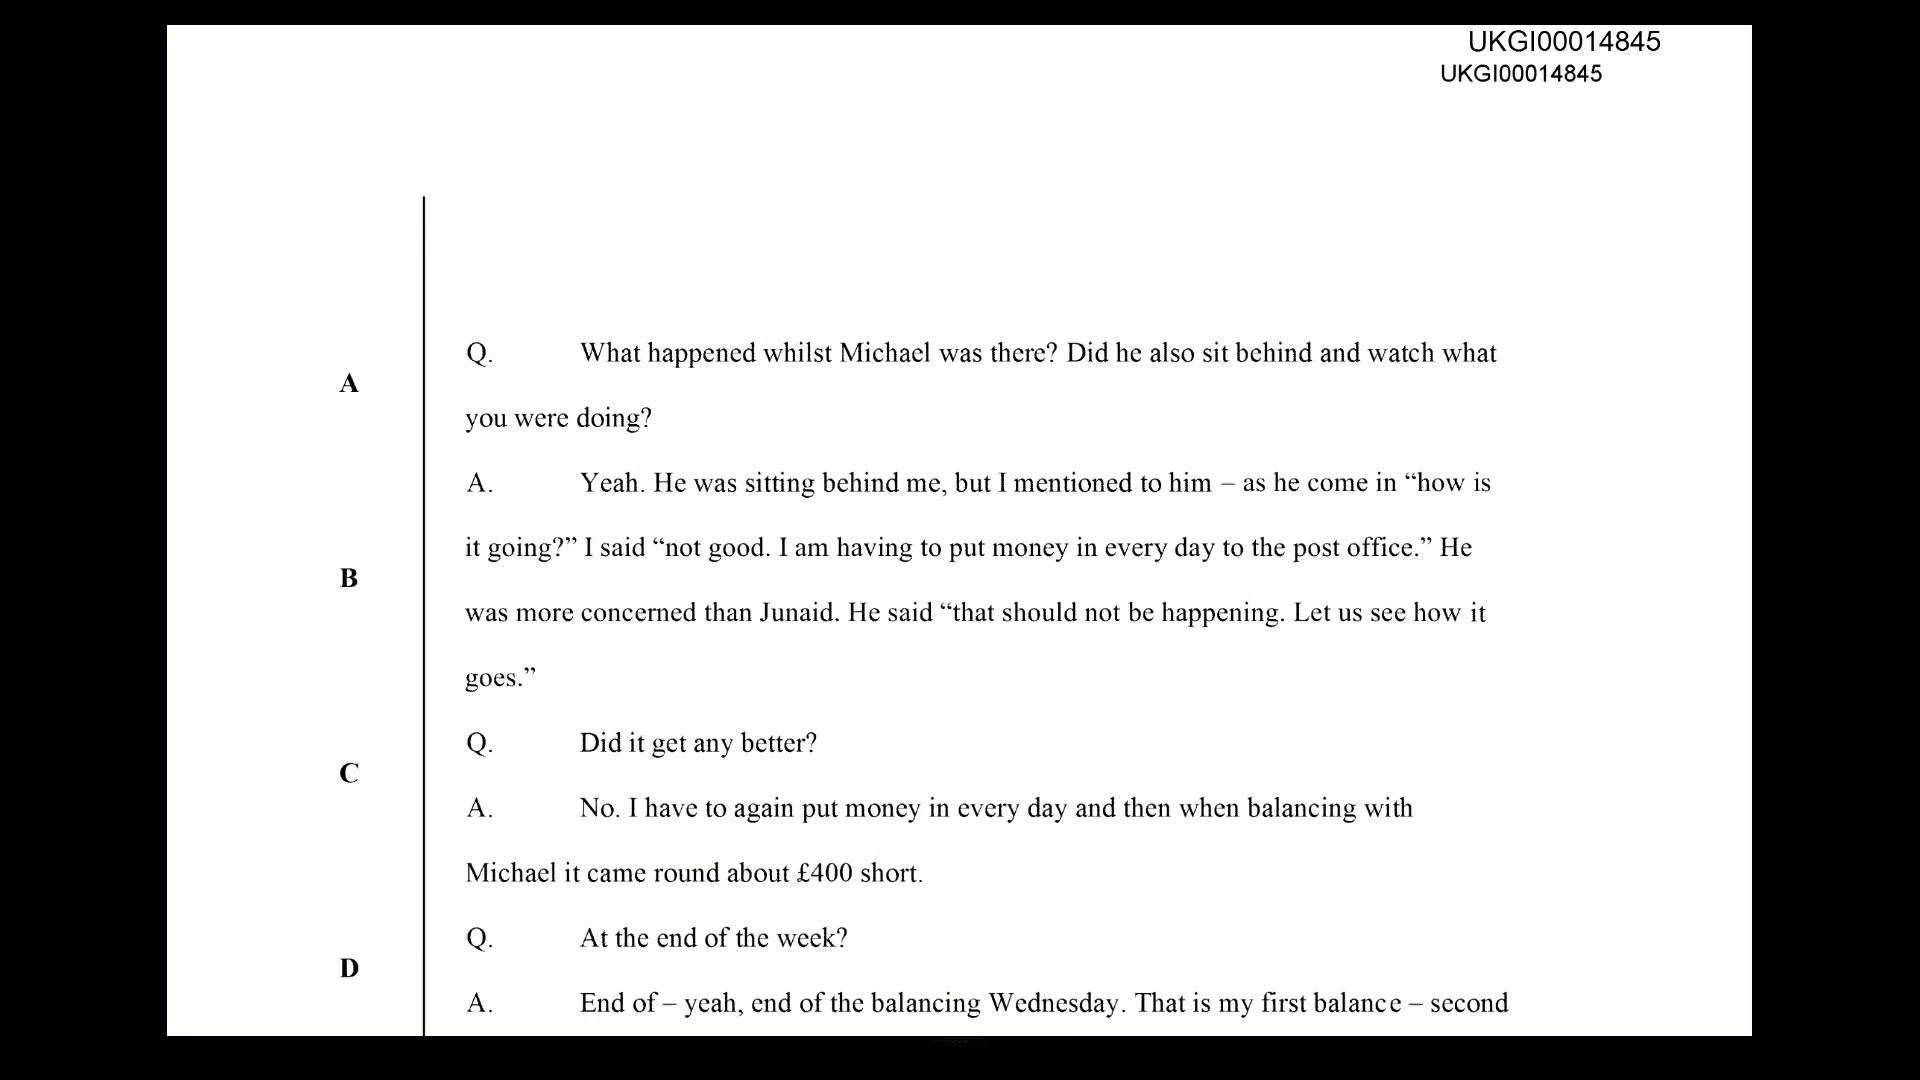 UKGI00014845
UKGI00014845
Q. What happened whilst Michael was there? Did he also sit behind and watch what
A
you were doing?
A. Yeah. He was sitting behind me, but I mentioned to him – as he come in “how is
it going?” I said “not good. I am having to put money in every day to the post office.” He
B
was more concerned than Junaid. He said “that should not be happening. Let us see how it
goes.”
Q. Did it get any better?
C
A. No. I have to again put money in every day and then when balancing with
Michael it came round about £400 short.
Q. At the end of the week?
D
A. End of – yeah, end of the balancing Wednesday. That is my first balance – second